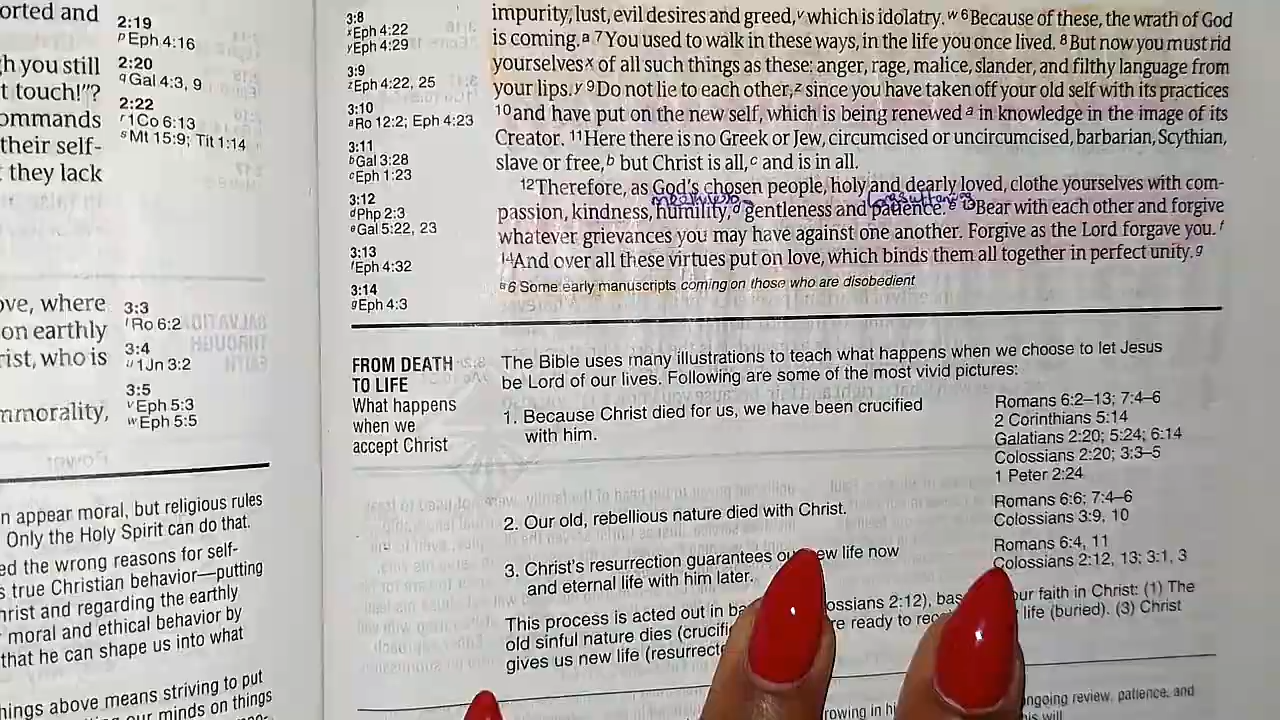 orted and
h you still
t touch!"?
ommands
their self-
they lack
2:19
p Eph 4:16
2:20
q Gal 4:3, 9
2:22
r 1Co 6:13
s Mt 15:9; Tit 1:14
ove, where
on earthly
rist, who is
mmorality,
3:3
t Ro 6:2
3:4
u 1Jn 3:2
3:5
v Eph 5:3
w Eph 5:5
n appear moral, but religious rules
Only the Holy Spirit can do that.
ed the wrong reasons for self-
s true Christian behavior—putting
hrist and regarding the earthly
moral and ethical behavior by
that he can shape us into what
hings above means striving to put
our minds on things
3:8
x Eph 4:22
y Eph 4:29
3:9
z Eph 4:22, 25
3:10
a Ro 12:2; Eph 4:23
3:11
b Gal 3:28
c Eph 1:23
3:12
d Php 2:3
e Gal 5:22, 23
3:13
f Eph 4:32
3:14
g Eph 4:3
impurity, lust, evil desires and greed, v which is idolatry. w 6 Because of these, the wrath of God
is coming. a 7 You used to walk in these ways, in the life you once lived. 8 But now you must rid
yourselves x of all such things as these; anger, rage, malice, slander, and filthy language from
your lips. y 9 Do not lie to each other, z since you have taken off your old self with its practices
10 and have put on the new self, which is being renewed a in knowledge in the image of its
Creator. 11 Here there is no Greek or Jew, circumcised or uncircumcised, barbarian, Scythian,
slave or free, b but Christ is all, c and is in all.
12 Therefore, as God's chosen people, holy and dearly loved, clothe yourselves with com-
meekness longsuffering
passion, kindness, humility, d gentleness and patience. e 13 Bear with each other and forgive
whatever grievances you may have against one another. Forgive as the Lord forgave you. f
14 And over all these virtues put on love, which binds them all together in perfect unity. g
a 6 Some early manuscripts coming on those who are disobedient
FROM DEATH
TO LIFE
What happens
when we
accept Christ
The Bible uses many illustrations to teach what happens when we choose to let Jesus
be Lord of our lives. Following are some of the most vivid pictures:
1. Because Christ died for us, we have been crucified
with him.
Romans 6:2–13; 7:4–6
2 Corinthians 5:14
Galatians 2:20; 5:24; 6:14
Colossians 2:20; 3:3–5
1 Peter 2:24
2. Our old, rebellious nature died with Christ.
Romans 6:6; 7:4–6
Colossians 3:9, 10
3. Christ's resurrection guarantees our new life now
and eternal life with him later.
Romans 6:4, 11
Colossians 2:12, 13; 3:1, 3
This process is acted out in ba ossians 2:12), bas our faith in Christ: (1) The
old sinful nature dies (crucifi re ready to rec life (buried). (3) Christ
gives us new life (resurrecte
ongoing review, patience, and
rowing in hi